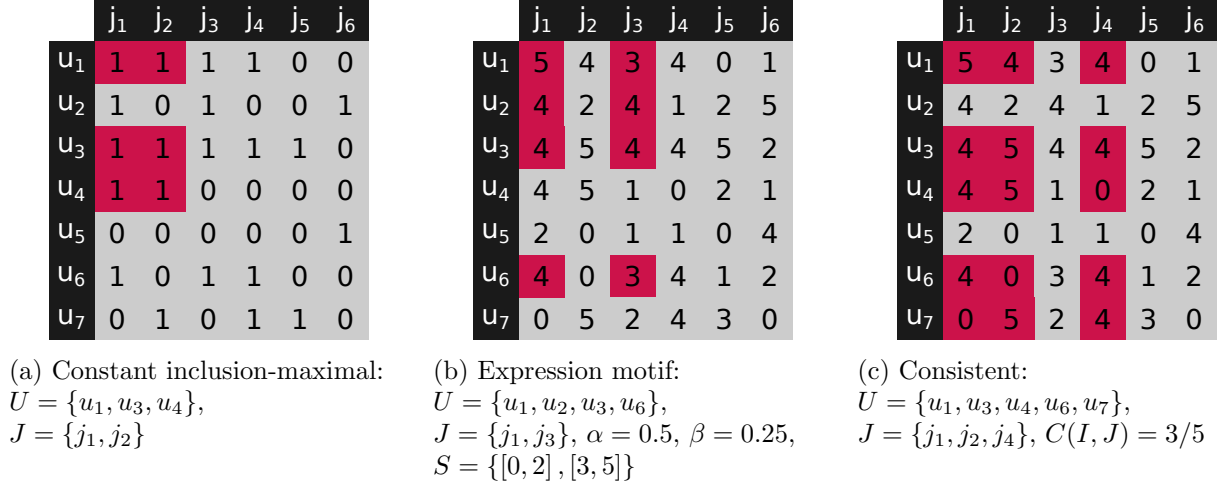 j₁ j₂ j₃ j₄ j₅ j₆
u₁ 1 1 1 1 0 0
u₂ 1 0 1 0 0 1
u₃ 1 1 1 1 1 0
u₄ 1 1 0 0 0 0
u₅ 0 0 0 0 0 1
u₆ 1 0 1 1 0 0
u₇ 0 1 0 1 1 0
(a) Constant inclusion-maximal:
U = {u₁, u₃, u₄},
J = {j₁, j₂}
j₁ j₂ j₃ j₄ j₅ j₆
u₁ 5 4 3 4 0 1
u₂ 4 2 4 1 2 5
u₃ 4 5 4 4 5 2
u₄ 4 5 1 0 2 1
u₅ 2 0 1 1 0 4
u₆ 4 0 3 4 1 2
u₇ 0 5 2 4 3 0
(b) Expression motif:
U = {u₁, u₂, u₃, u₆},
J = {j₁, j₃}, α = 0.5, β = 0.25,
S = {[0, 2] , [3, 5]}
j₁ j₂ j₃ j₄ j₅ j₆
u₁ 5 4 3 4 0 1
u₂ 4 2 4 1 2 5
u₃ 4 5 4 4 5 2
u₄ 4 5 1 0 2 1
u₅ 2 0 1 1 0 4
u₆ 4 0 3 4 1 2
u₇ 0 5 2 4 3 0
(c) Consistent:
U = {u₁, u₃, u₄, u₆, u₇},
J = {j₁, j₂, j₄}, C(I, J) = 3/5